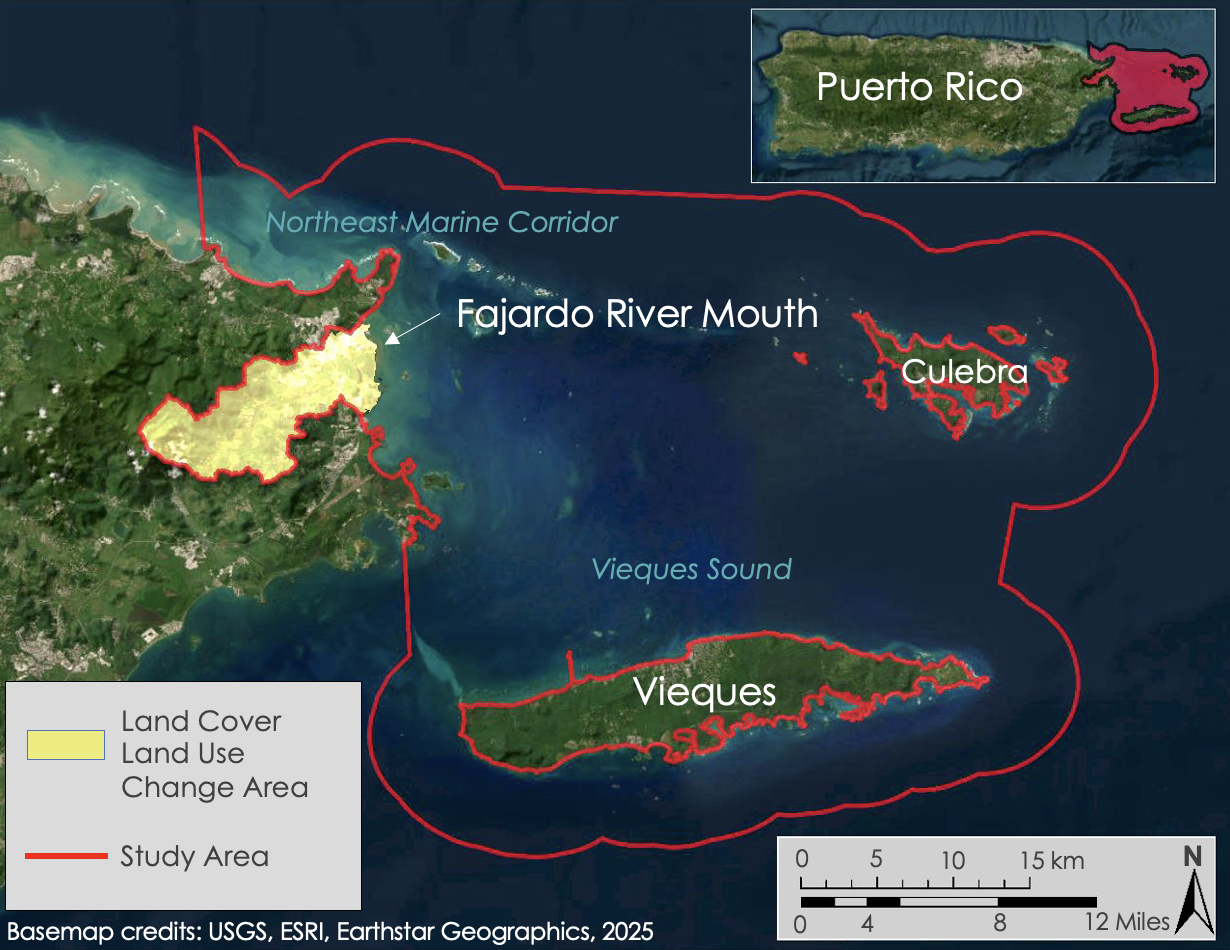 Puerto Rico
Northeast Marine Corridor
Fajardo River Mouth
Culebra
Vieques Sound
Vieques
Land Cover
Land Use
Change Area
Study Area
0 5 10 15 km
0 4 8 12 Miles
N
Basemap credits: USGS, ESRI, Earthstar Geographics, 2025